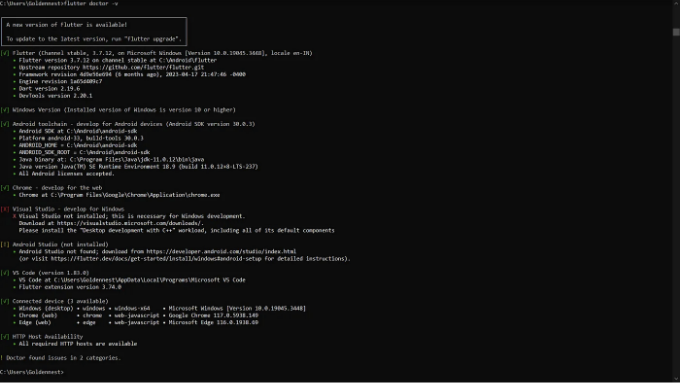 C:\Users\Goldennest>flutter doctor -v
A new version of Flutter is available!
To update to the latest version, run "flutter upgrade".
[√] Flutter (Channel stable, 3.7.12, on Microsoft Windows [Version 10.0.19045.3448], locale en-IN)
• Flutter version 3.7.12 on channel stable at C:\Android\flutter
• Upstream repository https://github.com/flutter/flutter.git
• Framework revision 4d9e56e694 (6 months ago), 2023-04-17 21:47:46 -0400
• Engine revision 1a65d409c7
• Dart version 2.19.6
• DevTools version 2.20.1
[√] Windows Version (Installed version of Windows is version 10 or higher)
[√] Android toolchain - develop for Android devices (Android SDK version 30.0.3)
• Android SDK at C:\Android\android-sdk
• Platform android-33, build-tools 30.0.3
• ANDROID_HOME = C:\Android\android-sdk
• ANDROID_SDK_ROOT = C:\Android\android-sdk
• Java binary at: C:\Program Files\Java\jdk-11.0.12\bin\java
• Java version Java(TM) SE Runtime Environment 18.9 (build 11.0.12+8-LTS-237)
• All Android licenses accepted.
[√] Chrome - develop for the web
• Chrome at C:\Program Files\Google\Chrome\Application\chrome.exe
[X] Visual Studio - develop for Windows
X Visual Studio not installed; this is necessary for Windows development.
Download at https://visualstudio.microsoft.com/downloads/.
Please install the "Desktop development with C++" workload, including all of its default components
[!] Android Studio (not installed)
• Android Studio not found; download from https://developer.android.com/studio/index.html
(or visit https://flutter.dev/docs/get-started/install/windows#android-setup for detailed instructions).
[√] VS Code (version 1.83.0)
• VS Code at C:\Users\Goldennest\AppData\Local\Programs\Microsoft VS Code
• Flutter extension version 3.74.0
[√] Connected device (3 available)
• Windows (desktop) • windows • windows-x64 • Microsoft Windows [Version 10.0.19045.3448]
• Chrome (web) • chrome • web-javascript • Google Chrome 117.0.5938.149
• Edge (web) • edge • web-javascript • Microsoft Edge 116.0.1938.69
[√] HTTP Host Availability
• All required HTTP hosts are available
! Doctor found issues in 2 categories.
C:\Users\Goldennest>